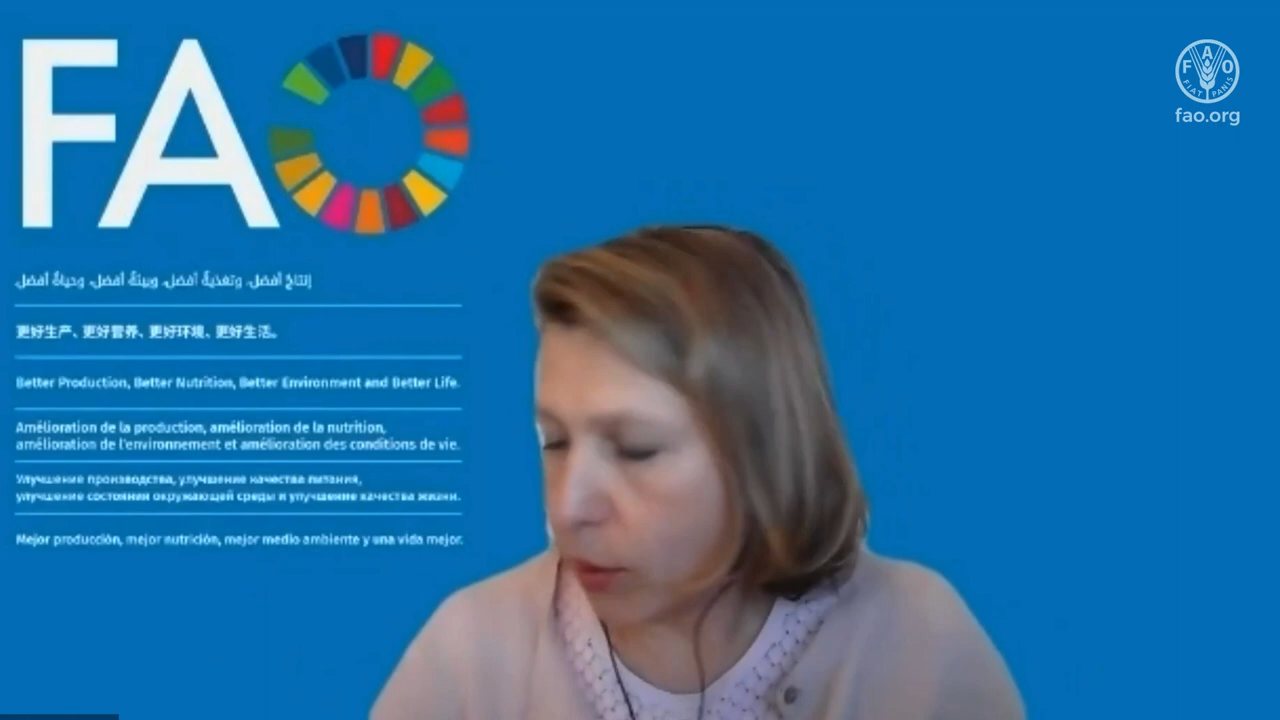 FAO
إنتاجٌ أفضل، وتغذيةٌ أفضل، وبيئةٌ أفضل، وحياةٌ أفضل.
更好生产、更好营养、更好环境、更好生活。
Better Production, Better Nutrition, Better Environment and Better Life.
Amélioration de la production, amélioration de la nutrition,
amélioration de l'environnement et amélioration des conditions de vie.
Улучшение производства, улучшение качества питания,
улучшение состояния окружающей среды и улучшение качества жизни.
Mejor producción, mejor nutrición, mejor medio ambiente y una vida mejor.
FAO
FIAT PANIS
fao.org